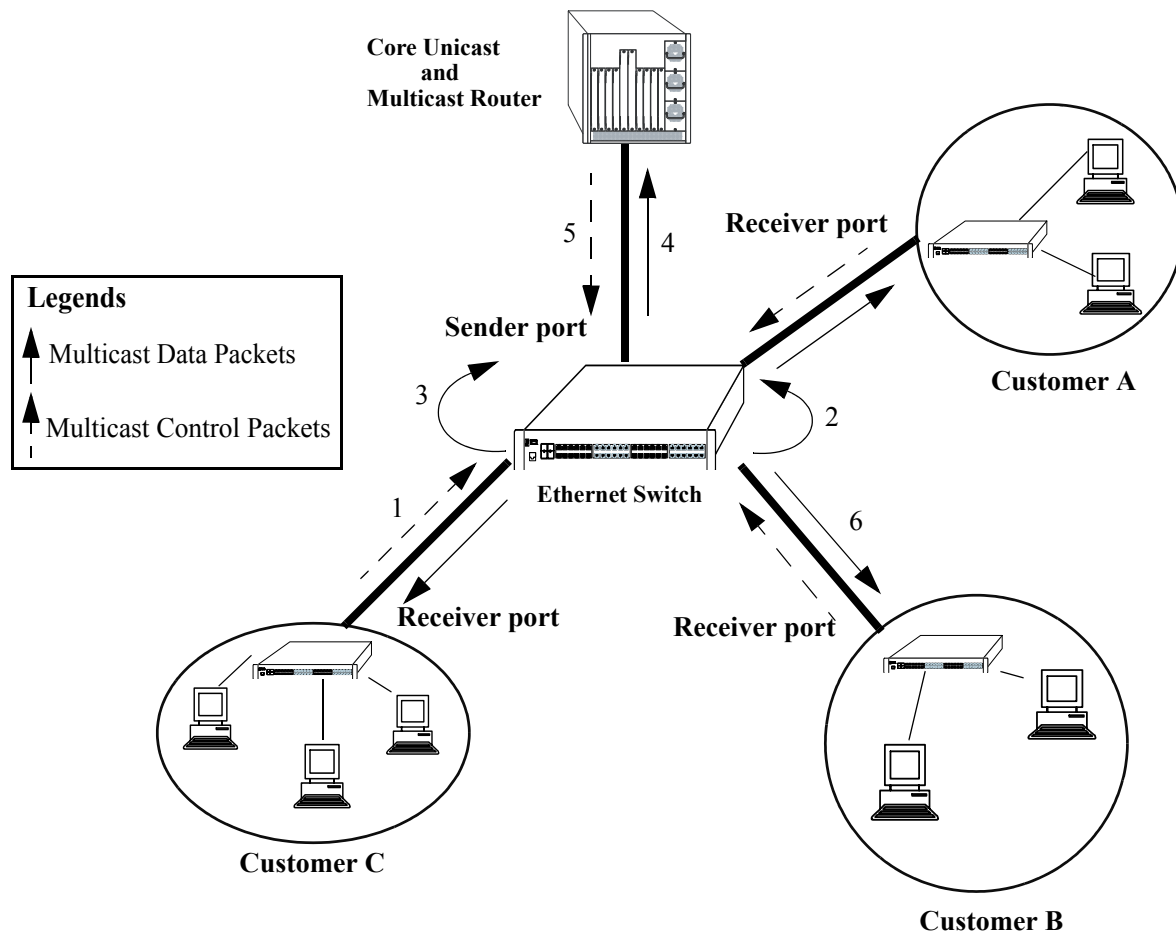 Core Unicast
and
Multicast Router
Receiver port
5
4
Legends
Multicast Data Packets
Multicast Control Packets
Sender port
Customer A
3
2
Ethernet Switch
1
6
Receiver port
Receiver port
Customer C
Customer B